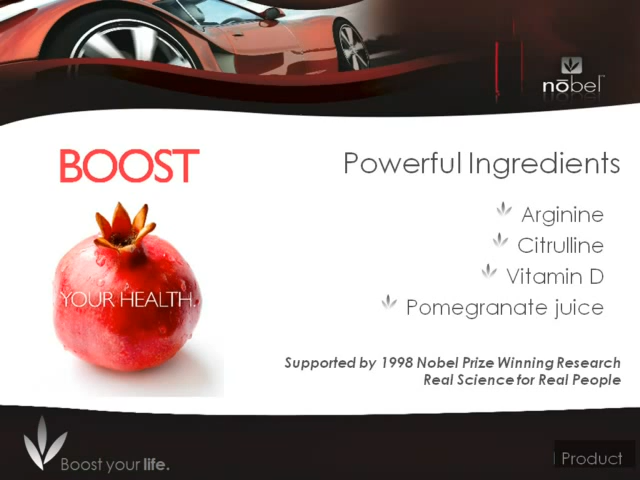 nōbel™
BOOST
YOUR HEALTH.
Powerful Ingredients
Arginine
Citrulline
Vitamin D
Pomegranate juice
Supported by 1998 Nobel Prize Winning Research
Real Science for Real People
Boost your life.
| Product